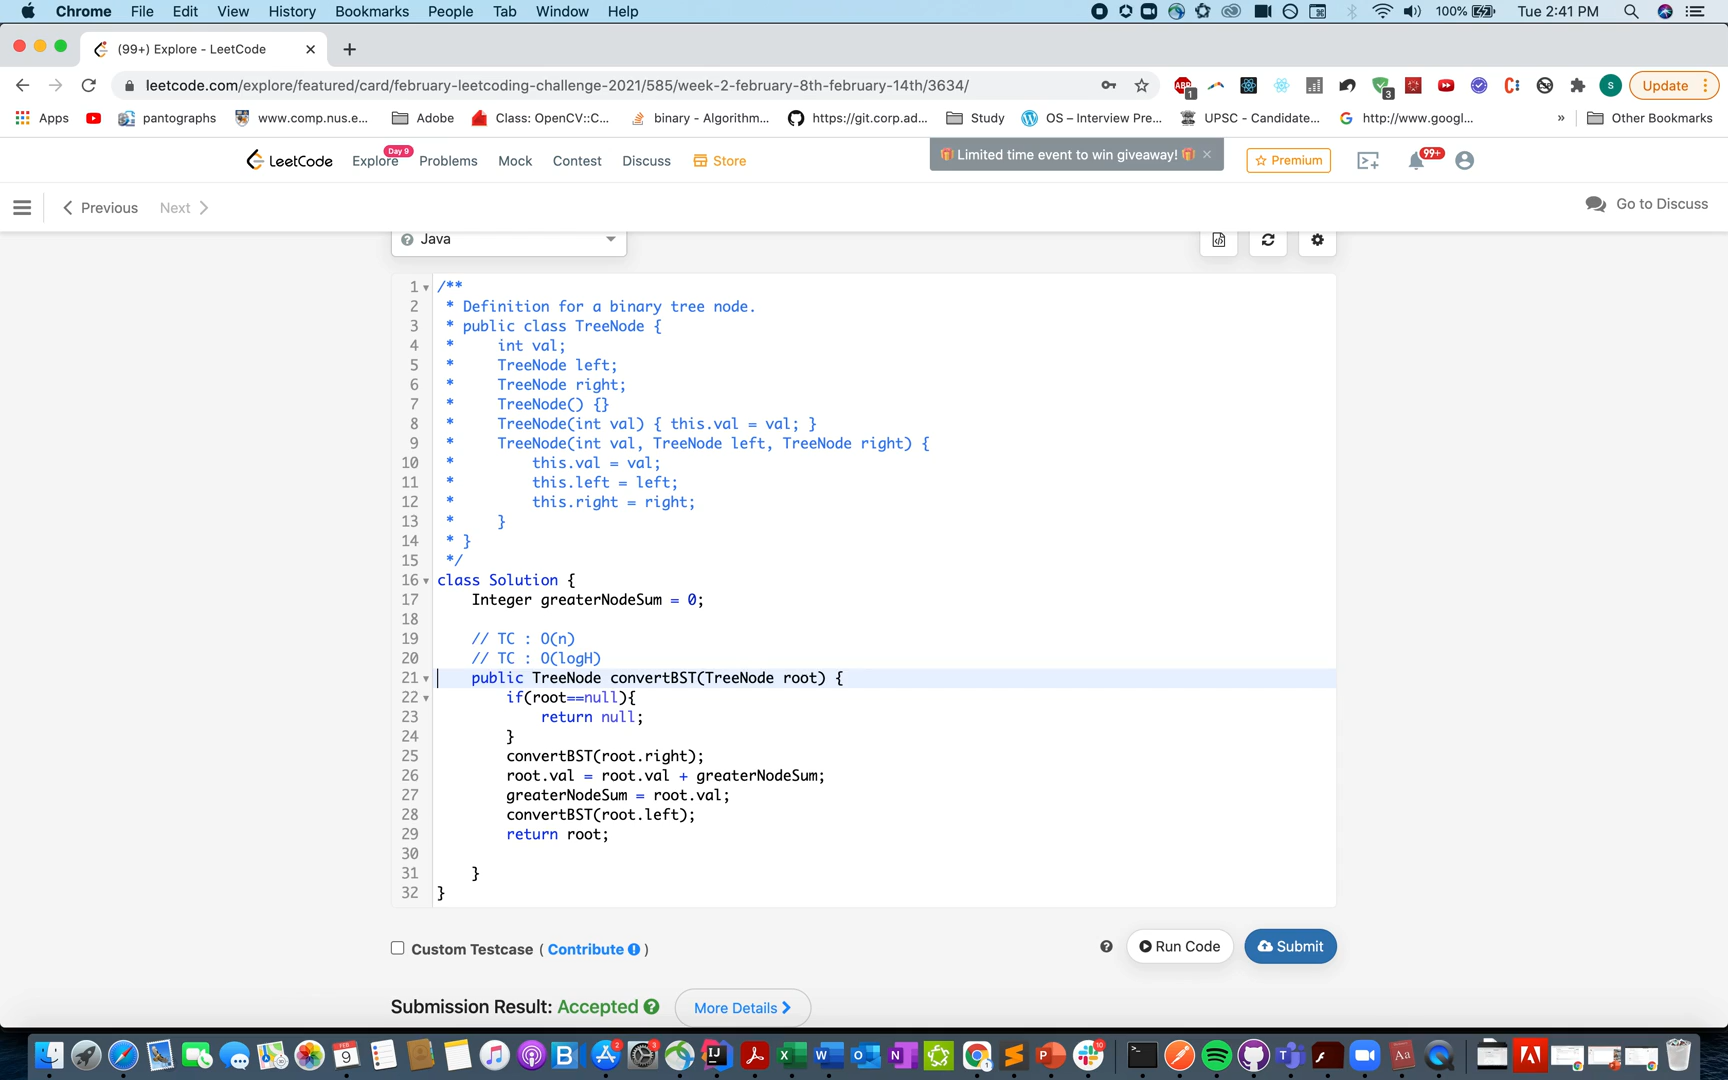 Chrome File Edit View History Bookmarks People Tab Window Help 100% Tue 2:41 PM
(99+) Explore - LeetCode
leetcode.com/explore/featured/card/february-leetcoding-challenge-2021/585/week-2-february-8th-february-14th/3634/ ABP 1 3 S Update
Apps pantographs www.comp.nus.e... Adobe Class: OpenCV::C... binary - Algorithm... https://git.corp.ad... Study OS – Interview Pre... UPSC - Candidate... http://www.googl... » Other Bookmarks
LeetCode Explore Day 9 Problems Mock Contest Discuss Store Limited time event to win giveaway! Premium 99+
Previous Next Go to Discuss
Java
1 /**
2 * Definition for a binary tree node.
3 * public class TreeNode {
4 * int val;
5 * TreeNode left;
6 * TreeNode right;
7 * TreeNode() {}
8 * TreeNode(int val) { this.val = val; }
9 * TreeNode(int val, TreeNode left, TreeNode right) {
10 * this.val = val;
11 * this.left = left;
12 * this.right = right;
13 * }
14 * }
15 */
16 class Solution {
17 Integer greaterNodeSum = 0;
18
19 // TC : O(n)
20 // TC : O(logH)
21 public TreeNode convertBST(TreeNode root) {
22 if(root==null){
23 return null;
24 }
25 convertBST(root.right);
26 root.val = root.val + greaterNodeSum;
27 greaterNodeSum = root.val;
28 convertBST(root.left);
29 return root;
30
31 }
32 }
Custom Testcase ( Contribute )
Run Code Submit
Submission Result: Accepted More Details